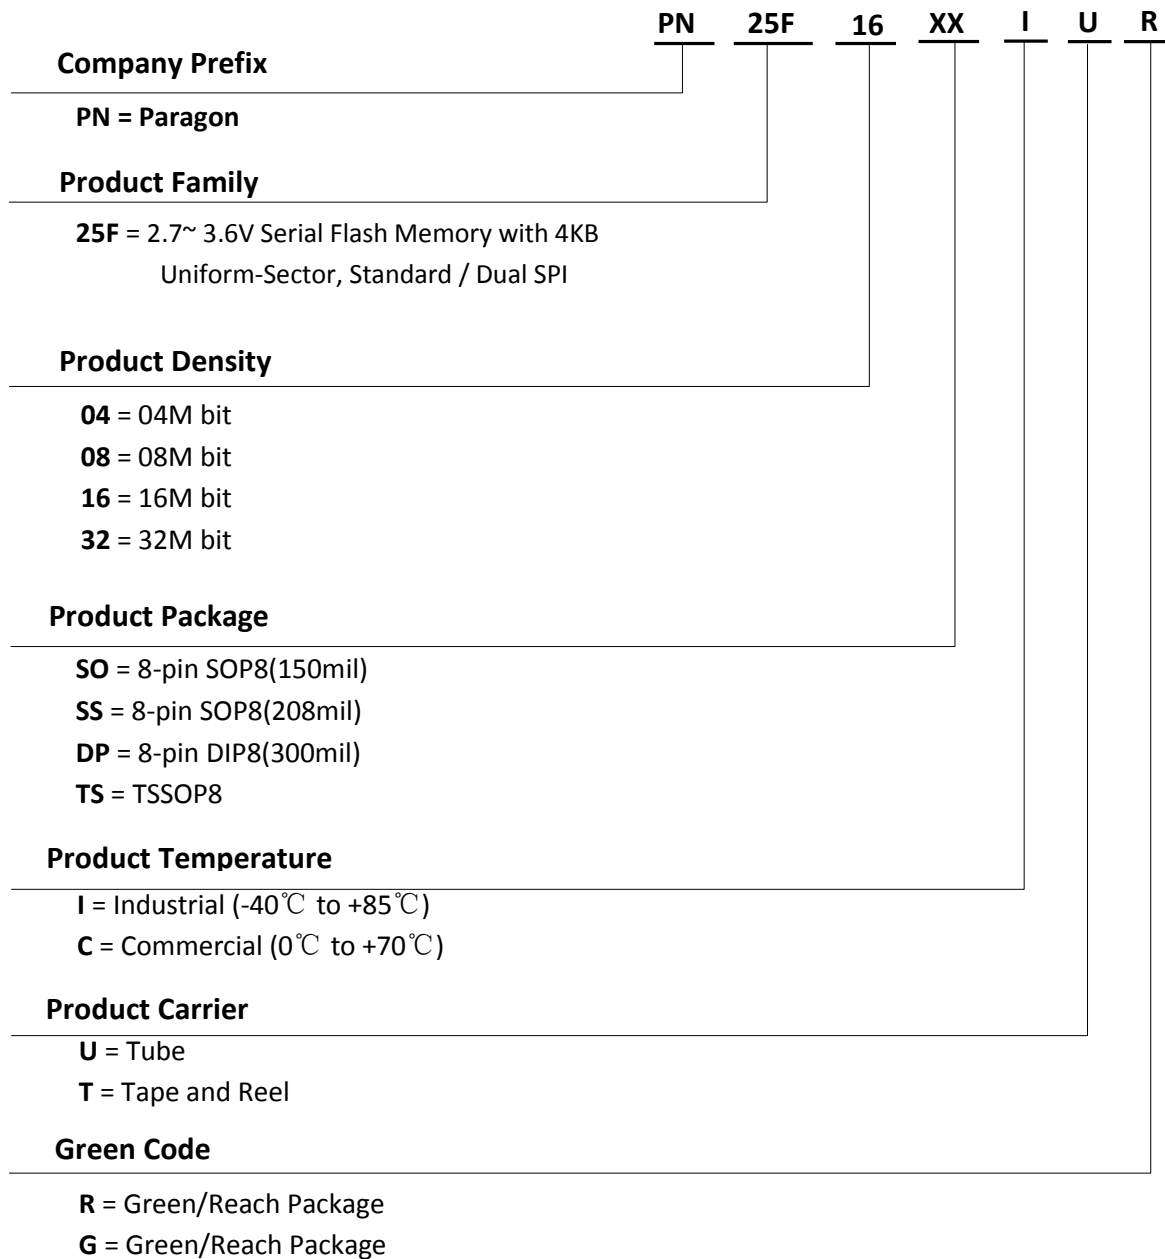 PN 25F 16 XX I U R
Company Prefix
PN = Paragon
Product Family
25F = 2.7~ 3.6V Serial Flash Memory with 4KB
Uniform-Sector, Standard / Dual SPI
Product Density
04 = 04M bit
08 = 08M bit
16 = 16M bit
32 = 32M bit
Product Package
SO = 8-pin SOP8(150mil)
SS = 8-pin SOP8(208mil)
DP = 8-pin DIP8(300mil)
TS = TSSOP8
Product Temperature
I = Industrial (-40℃ to +85℃)
C = Commercial (0℃ to +70℃)
Product Carrier
U = Tube
T = Tape and Reel
Green Code
R = Green/Reach Package
G = Green/Reach Package